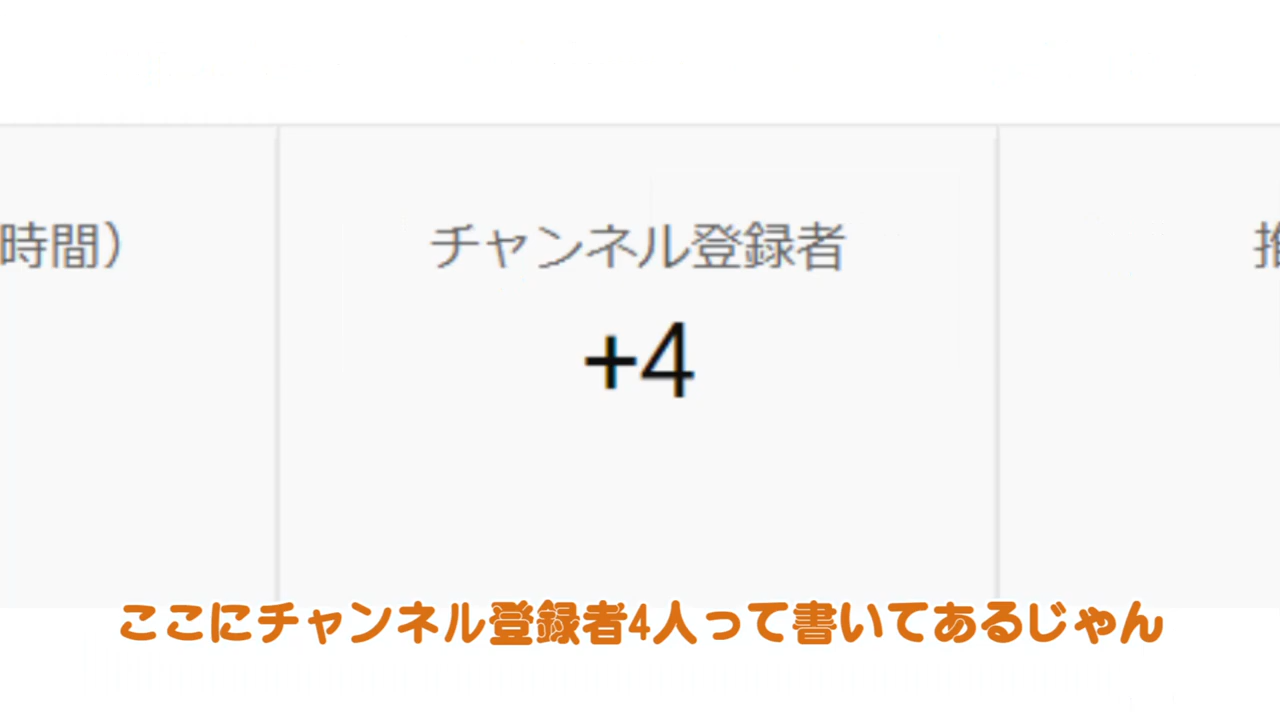 時間）
チャンネル登録者
+4
ここにチャンネル登録者4人って書いてあるじゃん